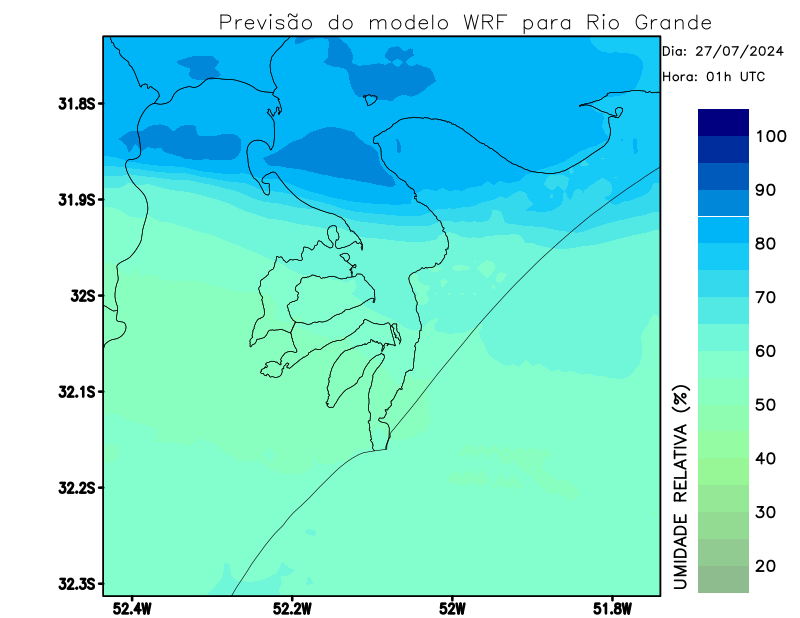 Previsão do modelo WRF para Rio Grande
Dia: 27/07/2024
Hora: 01h UTC
31.8S
31.9S
32S
32.1S
32.2S
32.3S
52.4W
52.2W
52W
51.8W
100
90
80
70
60
50
40
30
20
UMIDADE RELATIVA (%)